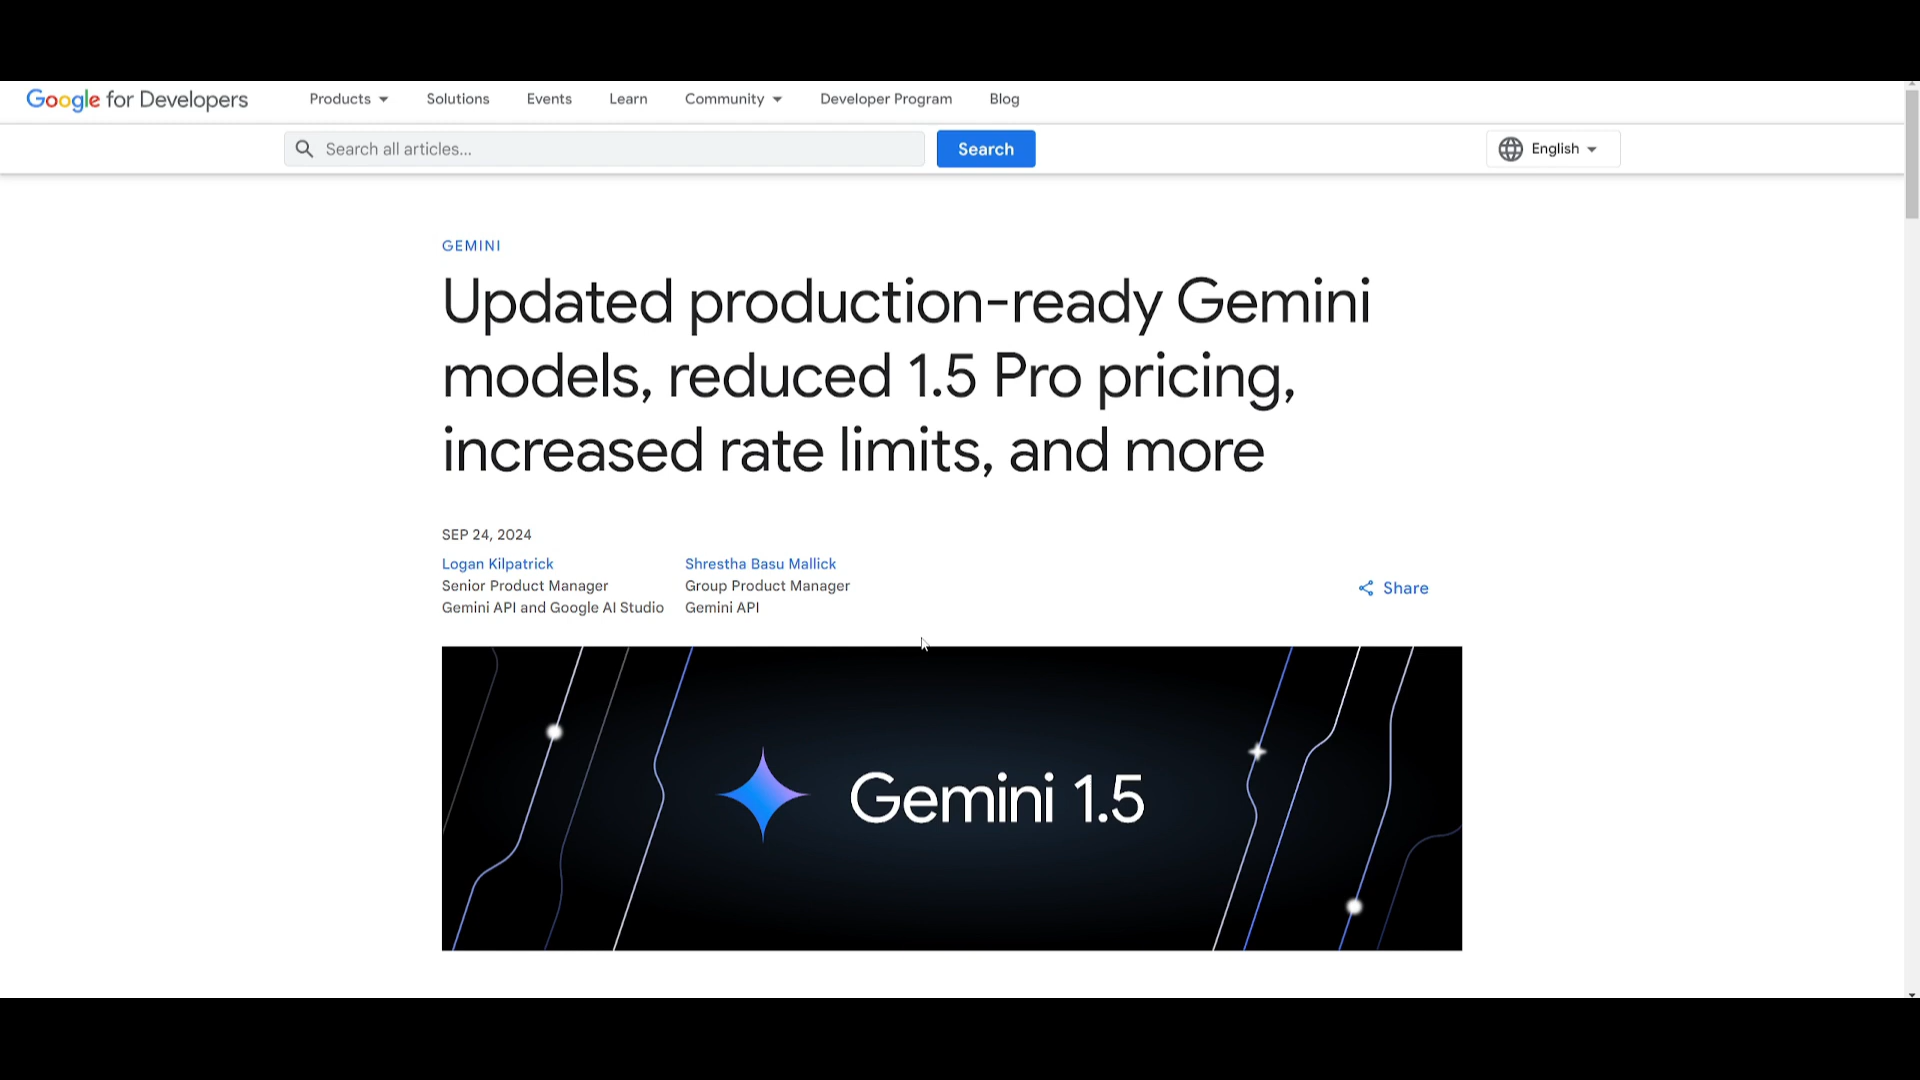 Google for Developers Products Solutions Events Learn Community Developer Program Blog
Search all articles... Search English
GEMINI
Updated production-ready Gemini
models, reduced 1.5 Pro pricing,
increased rate limits, and more
SEP 24, 2024
Logan Kilpatrick
Senior Product Manager
Gemini API and Google AI Studio
Shrestha Basu Mallick
Group Product Manager
Gemini API
Share
Gemini 1.5